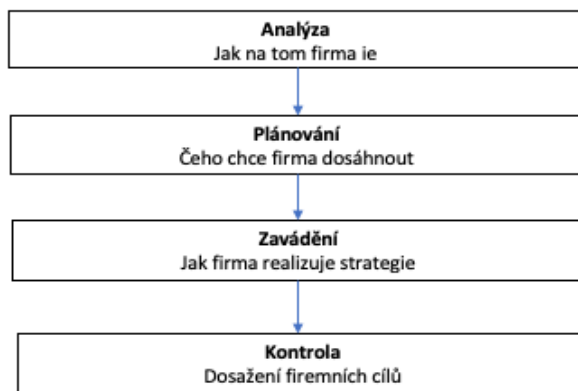 Analýza
Jak na tom firma je
Plánování
Čeho chce firma dosáhnout
Zavádění
Jak firma realizuje strategie
Kontrola
Dosažení firemních cílů